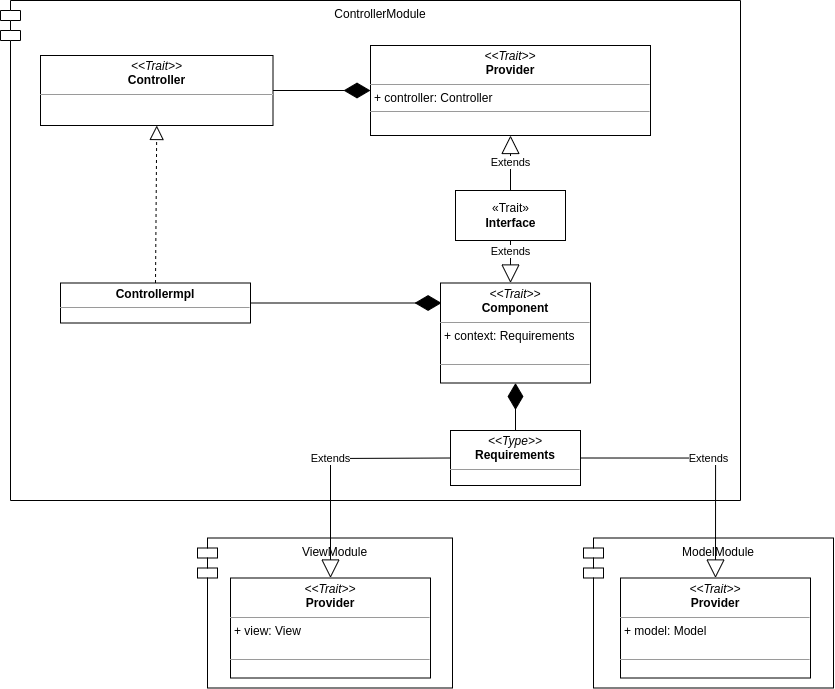 ControllerModule
<<Trait>>
Controller
<<Trait>>
Provider
+ controller: Controller
Extends
«Trait»
Interface
Extends
Controllermpl
<<Trait>>
Component
+ context: Requirements
<<Type>>
Requirements
Extends
Extends
ViewModule
<<Trait>>
Provider
+ view: View
ModelModule
<<Trait>>
Provider
+ model: Model